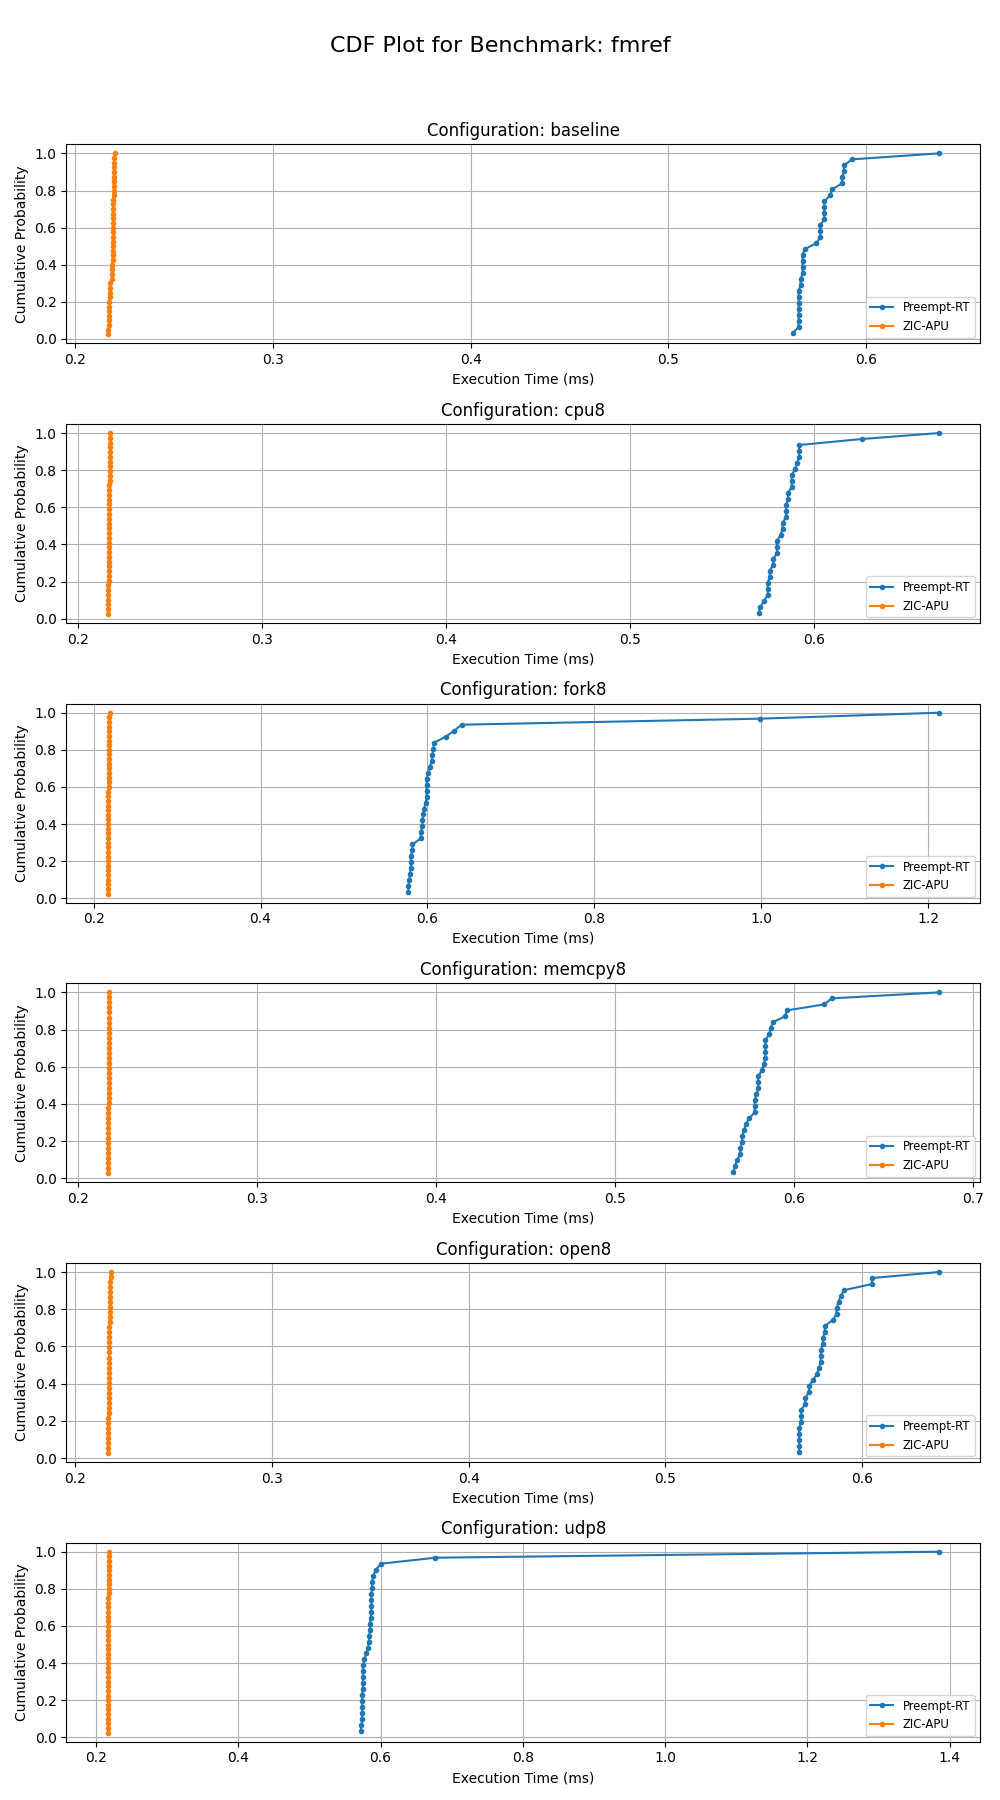 CDF Plot for Benchmark: fmref
Configuration: baseline
Cumulative Probability
1.0
0.8
0.6
0.4
0.2
0.0
Preempt-RT
ZIC-APU
0.2 0.3 0.4 0.5 0.6
Execution Time (ms)
Configuration: cpu8
Cumulative Probability
1.0
0.8
0.6
0.4
0.2
0.0
Preempt-RT
ZIC-APU
0.2 0.3 0.4 0.5 0.6
Execution Time (ms)
Configuration: fork8
Cumulative Probability
1.0
0.8
0.6
0.4
0.2
0.0
Preempt-RT
ZIC-APU
0.2 0.4 0.6 0.8 1.0 1.2
Execution Time (ms)
Configuration: memcpy8
Cumulative Probability
1.0
0.8
0.6
0.4
0.2
0.0
Preempt-RT
ZIC-APU
0.2 0.3 0.4 0.5 0.6 0.7
Execution Time (ms)
Configuration: open8
Cumulative Probability
1.0
0.8
0.6
0.4
0.2
0.0
Preempt-RT
ZIC-APU
0.2 0.3 0.4 0.5 0.6
Execution Time (ms)
Configuration: udp8
Cumulative Probability
1.0
0.8
0.6
0.4
0.2
0.0
Preempt-RT
ZIC-APU
0.2 0.4 0.6 0.8 1.0 1.2 1.4
Execution Time (ms)